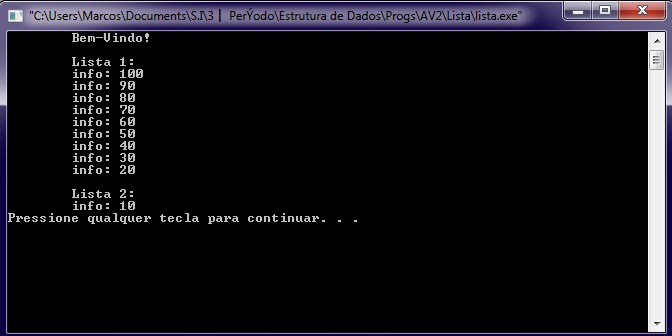 "C:\Users\Marcos\Documents\S.I\3│ PerÝodo\Estrutura de Dados\Progs\AV2\Lista\lista.exe"
Bem-Vindo!
Lista 1:
info: 100
info: 90
info: 80
info: 70
info: 60
info: 50
info: 40
info: 30
info: 20
Lista 2:
info: 10
Pressione qualquer tecla para continuar. . .